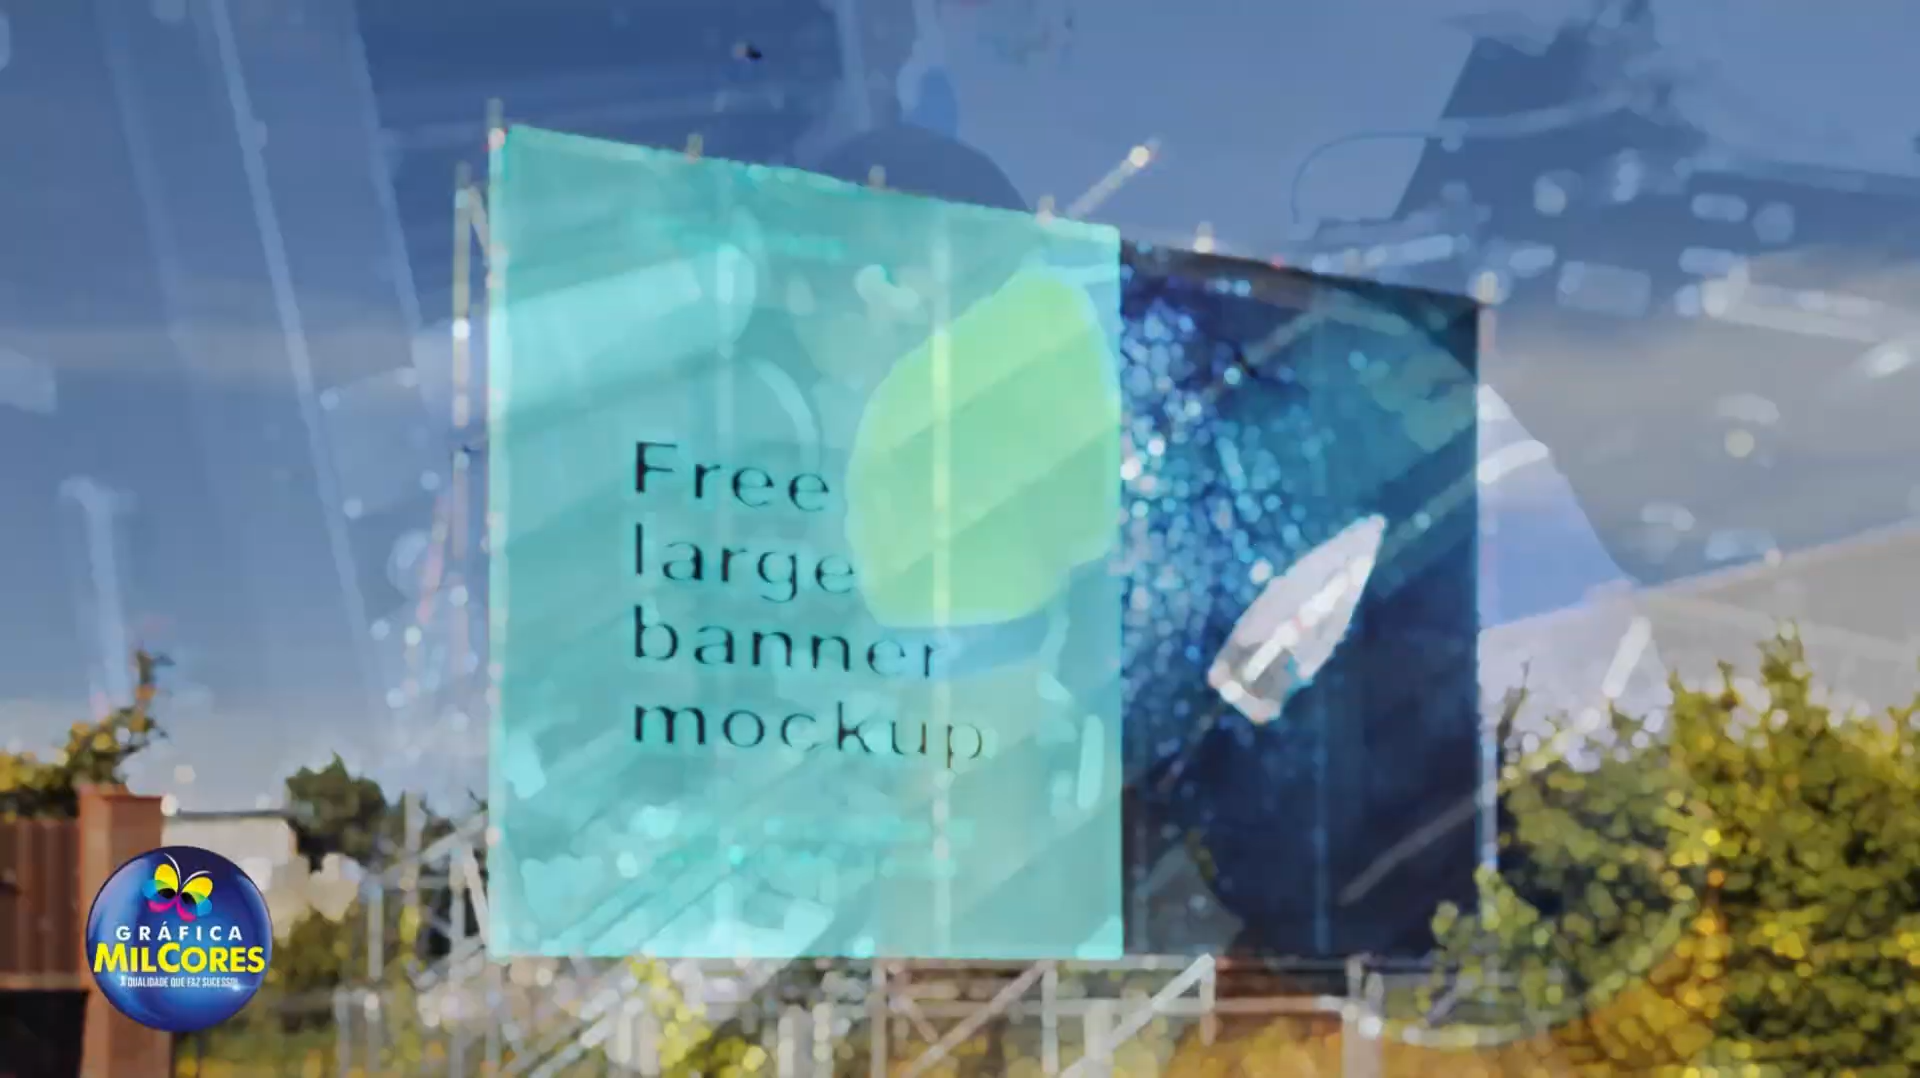 Free
large
banner
mockup
GRÁFICA
MILCORES
QUALIDADE QUE FAZ SUCESSO!